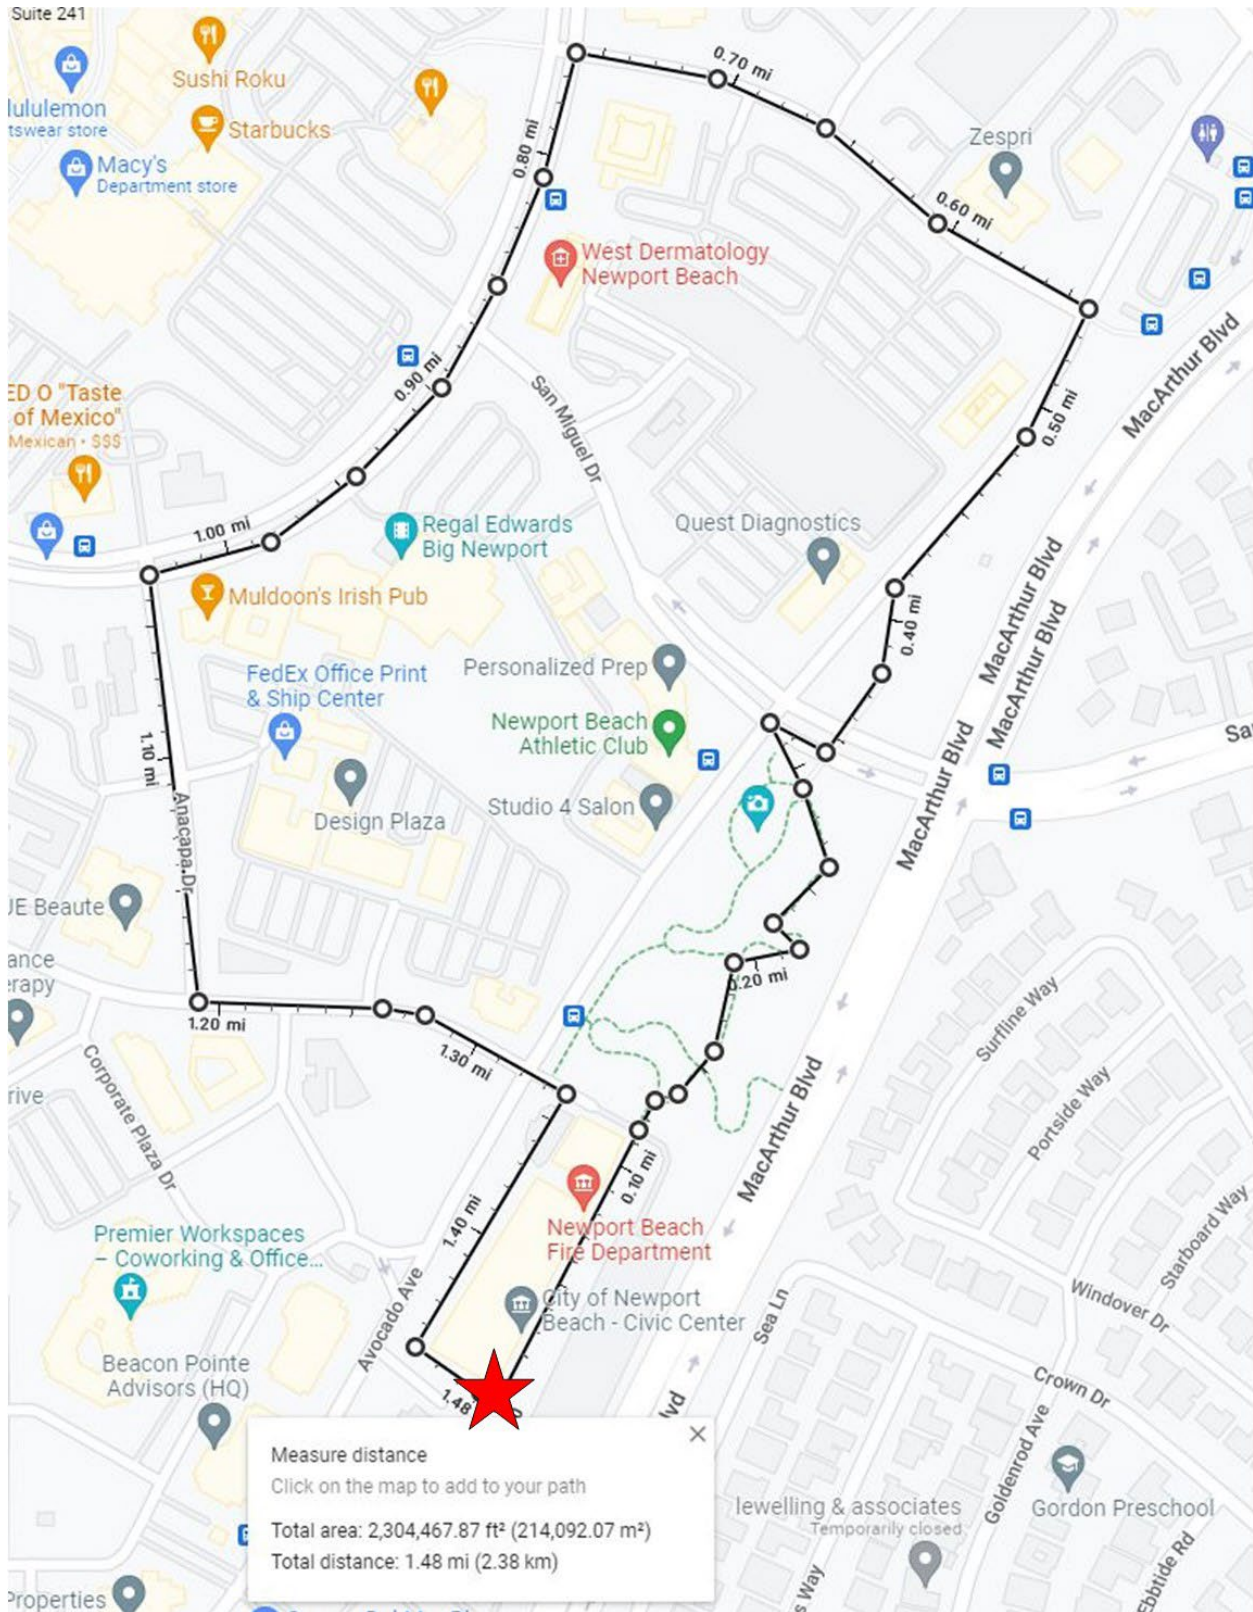 Suite 241
Sushi Roku
lululemon
tswear store
Starbucks
Macy's
Department store
0.70 mi
0.80 mi
Zespri
0.60 mi
West Dermatology
Newport Beach
MacArthur Blvd
0.90 mi
ED O "Taste
of Mexico"
Mexican • $$$
San Miguel Dr
0.50 mi
1.00 mi
Regal Edwards
Big Newport
Quest Diagnostics
MacArthur Blvd
Muldoon's Irish Pub
0.40 mi
MacArthur Blvd
Personalized Prep
FedEx Office Print
& Ship Center
Newport Beach
Athletic Club
1.10 mi
MacArthur Blvd
Sa
Studio 4 Salon
Design Plaza
Anacapa Dr
UE Beaute
ance
erapy
0.20 mi
1.20 mi
Surfline Way
1.30 mi
Corporate Plaza Dr
rive
MacArthur Blvd
Portside Way
0.10 mi
1.40 mi
Newport Beach
Fire Department
Premier Workspaces
– Coworking & Office...
Starboard Way
City of Newport
Beach - Civic Center
Sea Ln
Windover Dr
Avocado Ave
Beacon Pointe
Advisors (HQ)
Crown Dr
1.48
lvd
Goldenrod Ave
Measure distance
Click on the map to add to your path
Total area: 2,304,467.87 ft² (214,092.07 m²)
Total distance: 1.48 mi (2.38 km)
lewelling & associates
Temporarily closed
Gordon Preschool
Ebbtide Rd
s Way
Properties